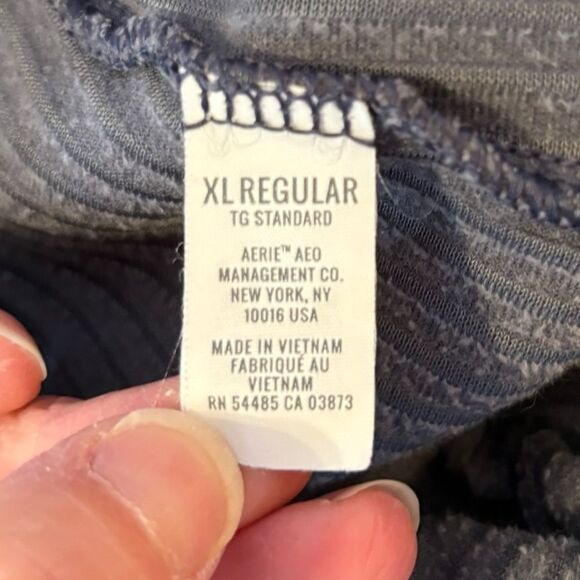 XL REGULAR
TG STANDARD
AERIE™ AEO
MANAGEMENT CO.
NEW YORK, NY
10016 USA
MADE IN VIETNAM
FABRIQUÉ AU
VIETNAM
RN 54485 CA 03873